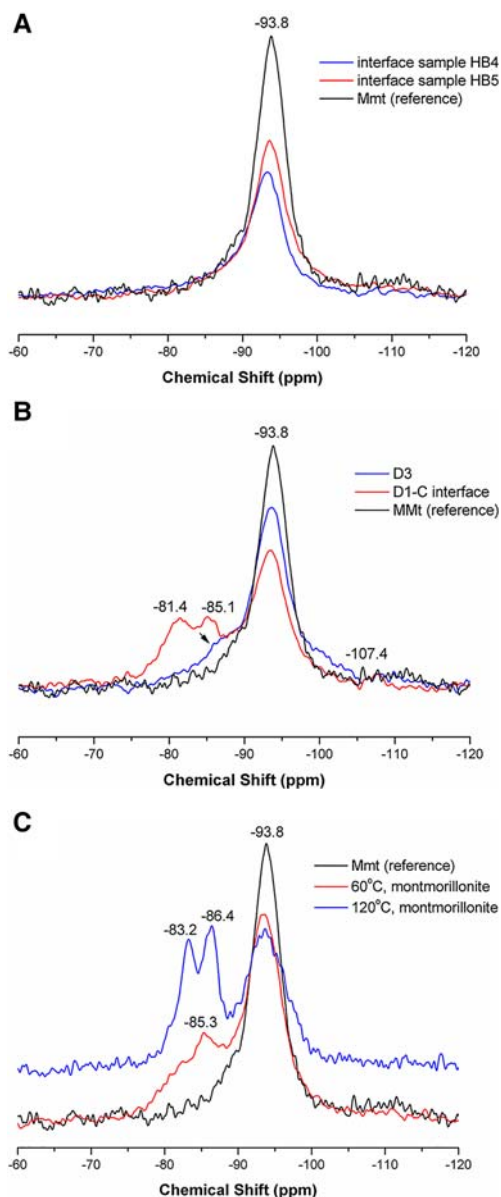 A
-93.8
interface sample HB4
interface sample HB5
Mmt (reference)
-60 -70 -80 -90 -100 -110 -120
Chemical Shift (ppm)
B
-93.8
D3
D1-C interface
MMt (reference)
-81.4 -85.1
-107.4
-60 -70 -80 -90 -100 -110 -120
Chemical Shift (ppm)
C
-93.8
Mmt (reference)
60°C, montmorillonite
120°C, montmorillonite
-83.2 -86.4
-85.3
-60 -70 -80 -90 -100 -110 -120
Chemical Shift (ppm)